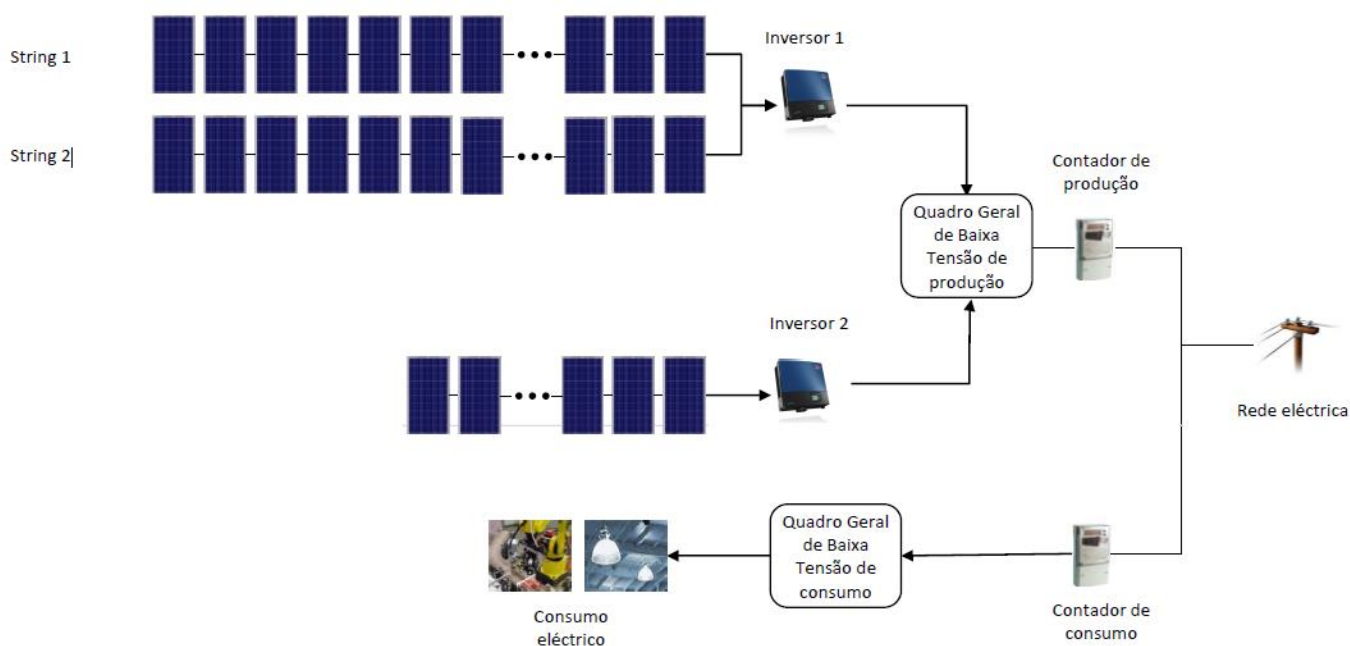 String 1
Inversor 1
String 2
Contador de
produção
Quadro Geral
de Baixa
Tensão de
produção
Inversor 2
Rede eléctrica
Quadro Geral
de Baixa
Tensão de
consumo
Consumo
eléctrico
Contador de
consumo